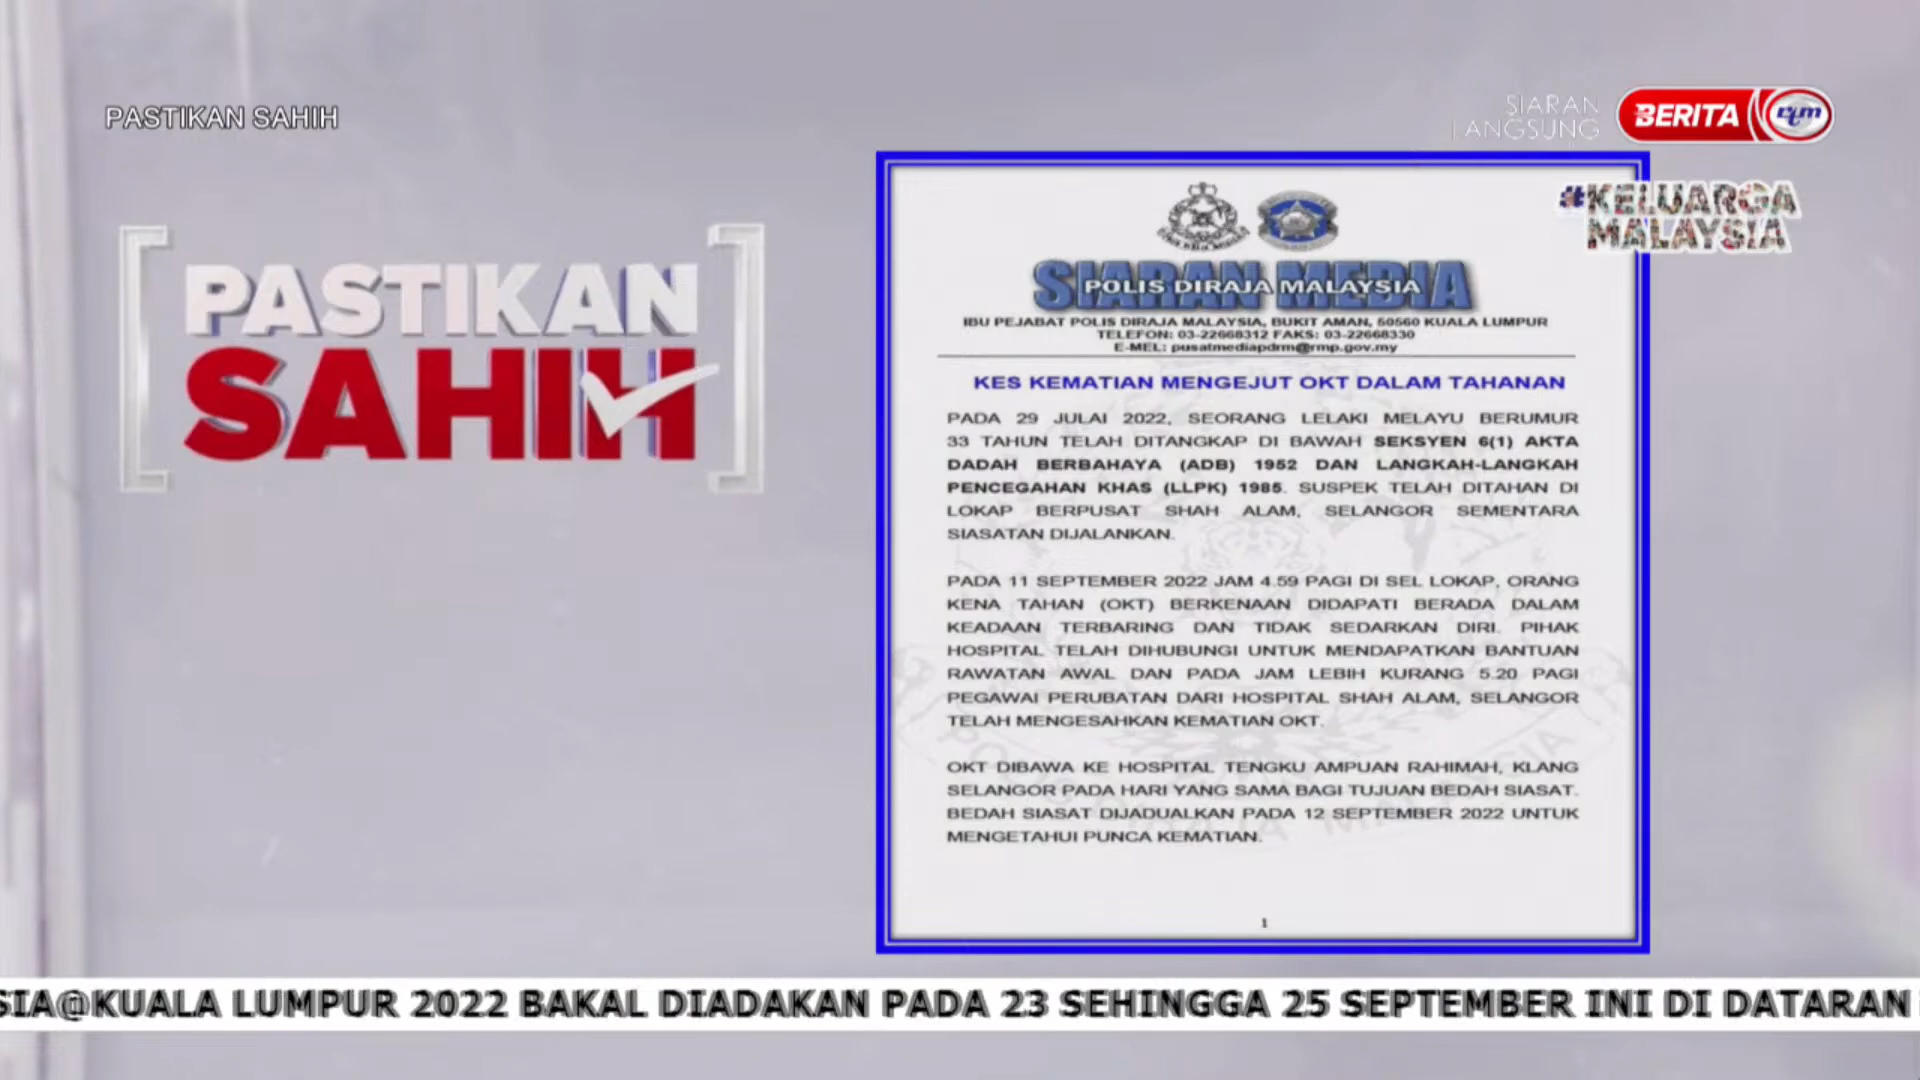 PASTIKAN SAHIH
SIARAN
LANGSUNG
BERITA rtm
#KELUARGA
MALAYSIA
PASTIKAN
SAHIH
SIARAN MEDIA
POLIS DIRAJA MALAYSIA
IBU PEJABAT POLIS DIRAJA MALAYSIA, BUKIT AMAN, 50560 KUALA LUMPUR
TELEFON: 03-22668312 FAKS: 03-22668330
E-MEL: pusatmediapdrm@rmp.gov.my
KES KEMATIAN MENGEJUT OKT DALAM TAHANAN
PADA 29 JULAI 2022, SEORANG LELAKI MELAYU BERUMUR
33 TAHUN TELAH DITANGKAP DI BAWAH SEKSYEN 6(1) AKTA
DADAH BERBAHAYA (ADB) 1952 DAN LANGKAH-LANGKAH
PENCEGAHAN KHAS (LLPK) 1985. SUSPEK TELAH DITAHAN DI
LOKAP BERPUSAT SHAH ALAM, SELANGOR SEMENTARA
SIASATAN DIJALANKAN.
PADA 11 SEPTEMBER 2022 JAM 4.59 PAGI DI SEL LOKAP, ORANG
KENA TAHAN (OKT) BERKENAAN DIDAPATI BERADA DALAM
KEADAAN TERBARING DAN TIDAK SEDARKAN DIRI. PIHAK
HOSPITAL TELAH DIHUBUNGI UNTUK MENDAPATKAN BANTUAN
RAWATAN AWAL DAN PADA JAM LEBIH KURANG 5.20 PAGI
PEGAWAI PERUBATAN DARI HOSPITAL SHAH ALAM, SELANGOR
TELAH MENGESAHKAN KEMATIAN OKT.
OKT DIBAWA KE HOSPITAL TENGKU AMPUAN RAHIMAH, KLANG
SELANGOR PADA HARI YANG SAMA BAGI TUJUAN BEDAH SIASAT.
BEDAH SIASAT DIJADUALKAN PADA 12 SEPTEMBER 2022 UNTUK
MENGETAHUI PUNCA KEMATIAN.
1
SIA@KUALA LUMPUR 2022 BAKAL DIADAKAN PADA 23 SEHINGGA 25 SEPTEMBER INI DI DATARAN